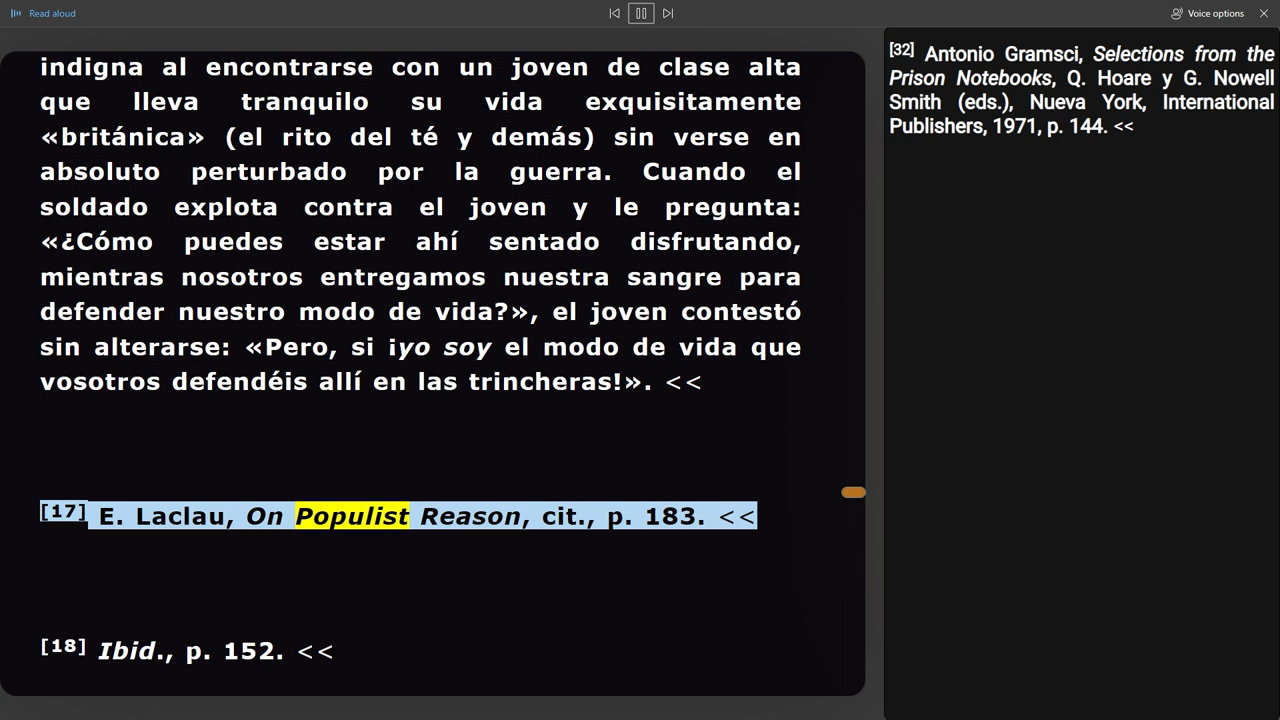 Read aloud
Voice options
indigna al encontrarse con un joven de clase alta
que lleva tranquilo su vida exquisitamente
«británica» (el rito del té y demás) sin verse en
absoluto perturbado por la guerra. Cuando el
soldado explota contra el joven y le pregunta:
«¿Cómo puedes estar ahí sentado disfrutando,
mientras nosotros entregamos nuestra sangre para
defender nuestro modo de vida?», el joven contestó
sin alterarse: «Pero, si ¡yo soy el modo de vida que
vosotros defendéis allí en las trincheras!». <<
[17] E. Laclau, On Populist Reason, cit., p. 183. <<
[18] Ibid., p. 152. <<
[32] Antonio Gramsci, Selections from the
Prison Notebooks, Q. Hoare y G. Nowell
Smith (eds.), Nueva York, International
Publishers, 1971, p. 144. <<